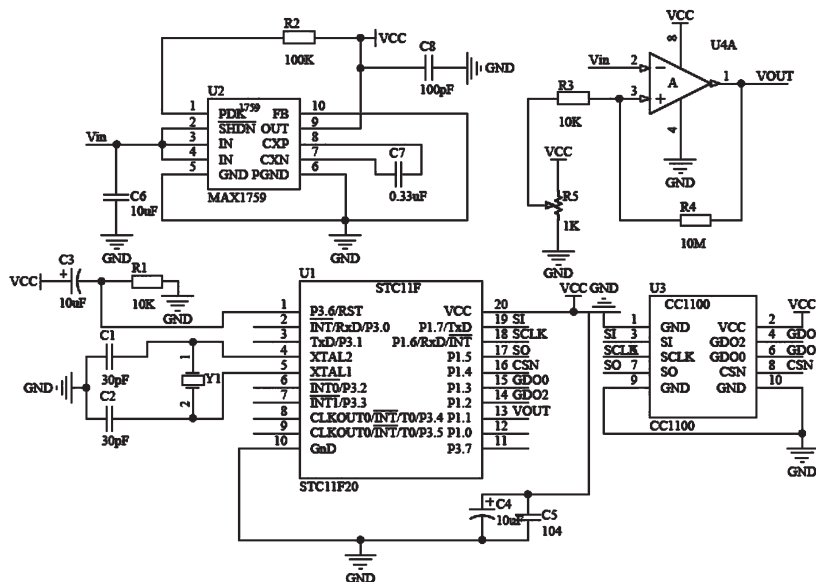 R2
100K
VCC
C8
100pF
GND
U2
1 PDK 1759 FB 10
2 SHDN OUT 9
3 IN CXP 8
4 IN CXN 7
5 GND PGND 6
MAX1759
Vin
C6
10uF
GND
C7
0.33uF
GND
VCC
8
U4A
Vin 2
A
1 VOUT
R3
3
10K
4
GND
VCC
R5
1K
GND
R4
10M
C3
VCC
10uF
R1
10K
GND
C1
30pF
GND
C2
30pF
1
Y1
2
U1
STC11F
1 P3.6/RST VCC 20
2 INT/RxD/P3.0 P1.7/TxD 19 SI
3 TxD/P3.1 P1.6/RxD/INT 18 SCLK
4 XTAL2 P1.5 17 SO
5 XTAL1 P1.4 16 CSN
6 INT0/P3.2 P1.3 15 GDO0
7 INT1/P3.3 P1.2 14 GDO2
8 CLKOUT0/INT/T0/P3.4 P1.1 13 VOUT
9 CLKOUT0/INT/T0/P3.5 P1.0 12
10 GnD P3.7 11
STC11F20
VCC GND
C4
10uF
C5
104
GND
U3
CC1100
VCC
1 GND VCC 2
SI 3 SI GDO2 4 GDO
SCLK 5 SCLK GDO0 6 GDO
SO 7 SO CSN 8 CSN
9 GND GND 10
CC1100
GND